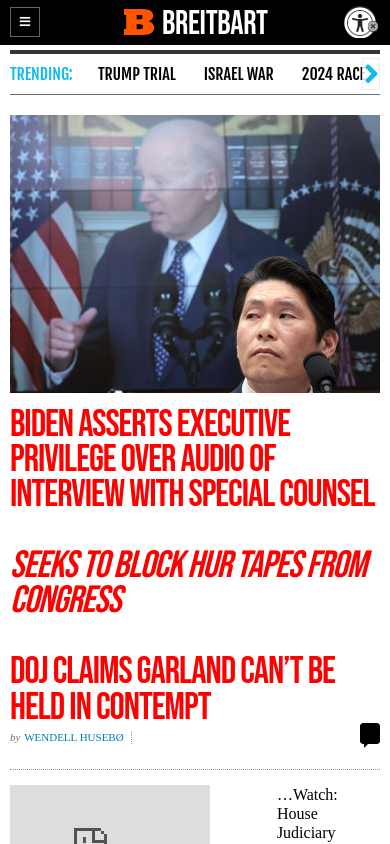 B BREITBART
TRENDING: TRUMP TRIAL ISRAEL WAR 2024 RACE
BIDEN ASSERTS EXECUTIVE
PRIVILEGE OVER AUDIO OF
INTERVIEW WITH SPECIAL COUNSEL
SEEKS TO BLOCK HUR TAPES FROM
CONGRESS
DOJ CLAIMS GARLAND CAN’T BE
HELD IN CONTEMPT
by WENDELL HUSEBØ
…Watch:
House
Judiciary